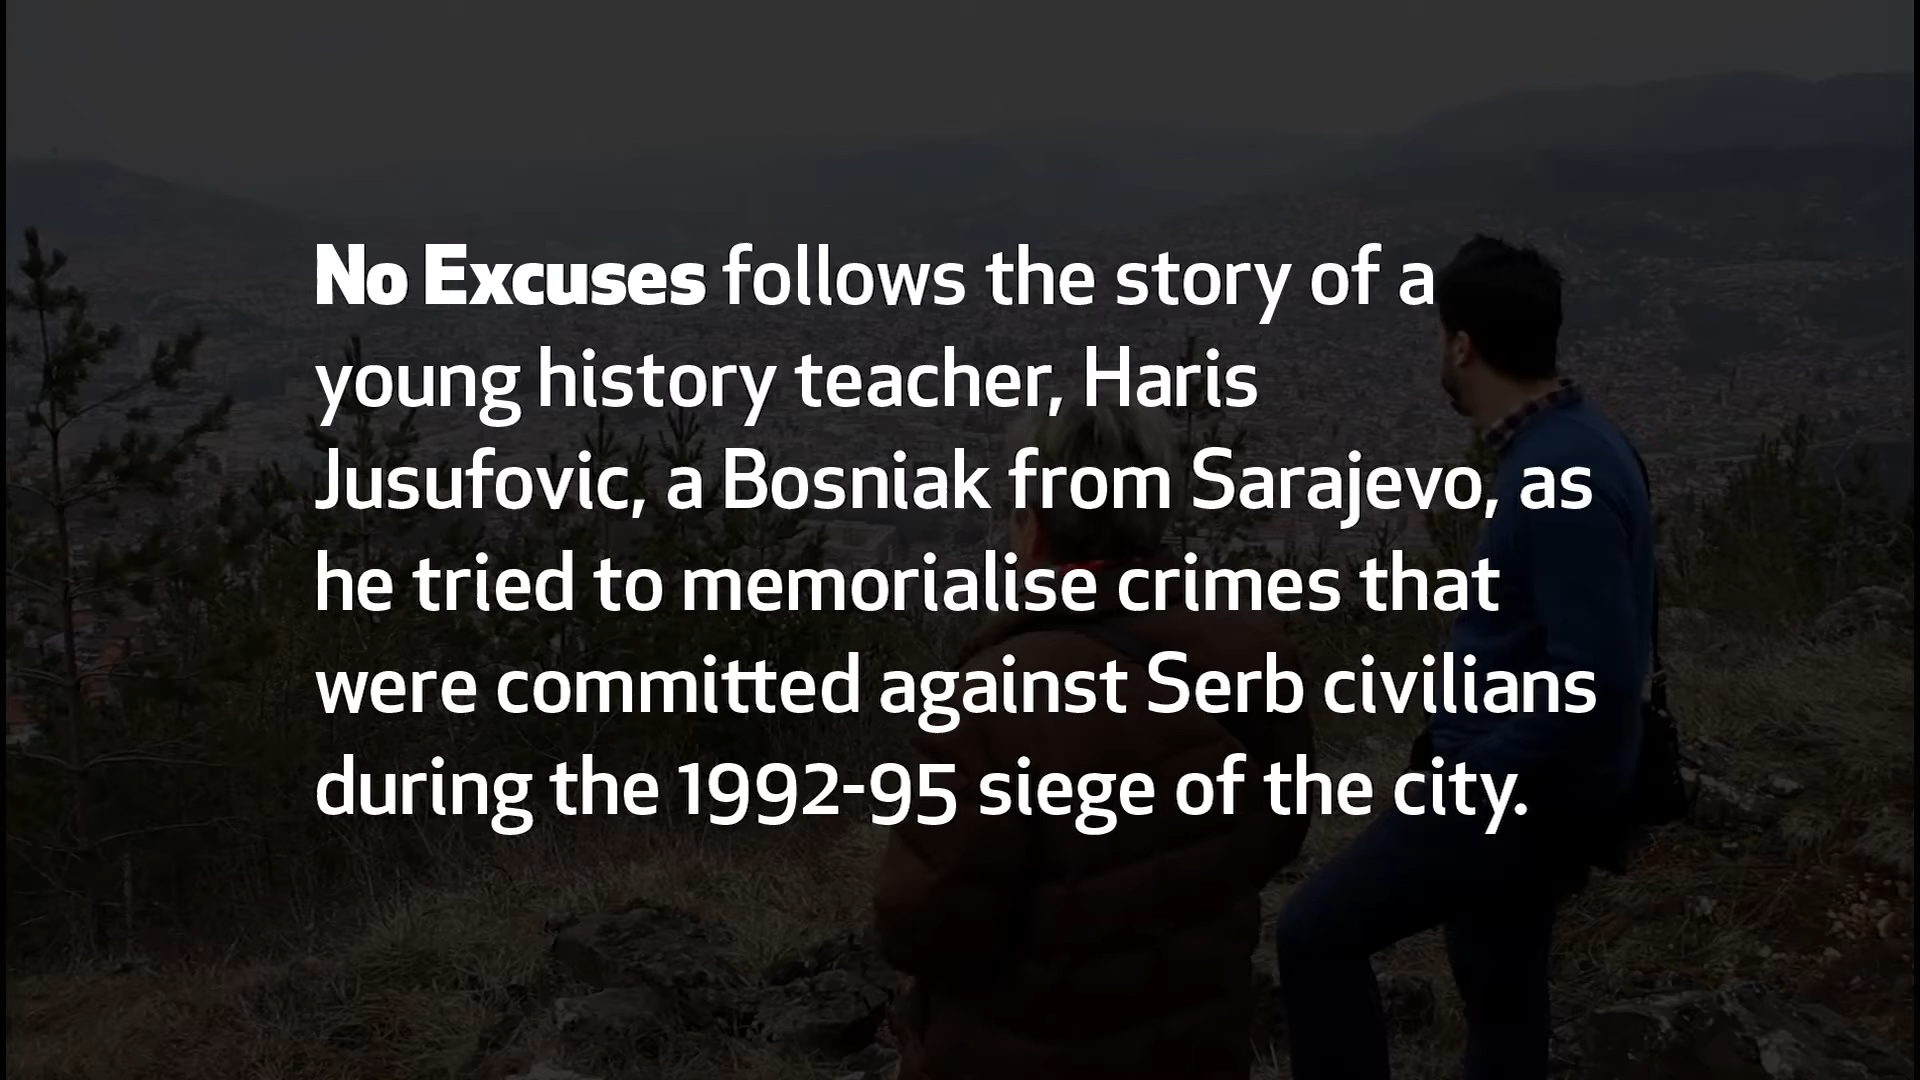 No Excuses follows the story of a
young history teacher, Haris
Jusufovic, a Bosniak from Sarajevo, as
he tried to memorialise crimes that
were committed against Serb civilians
during the 1992-95 siege of the city.